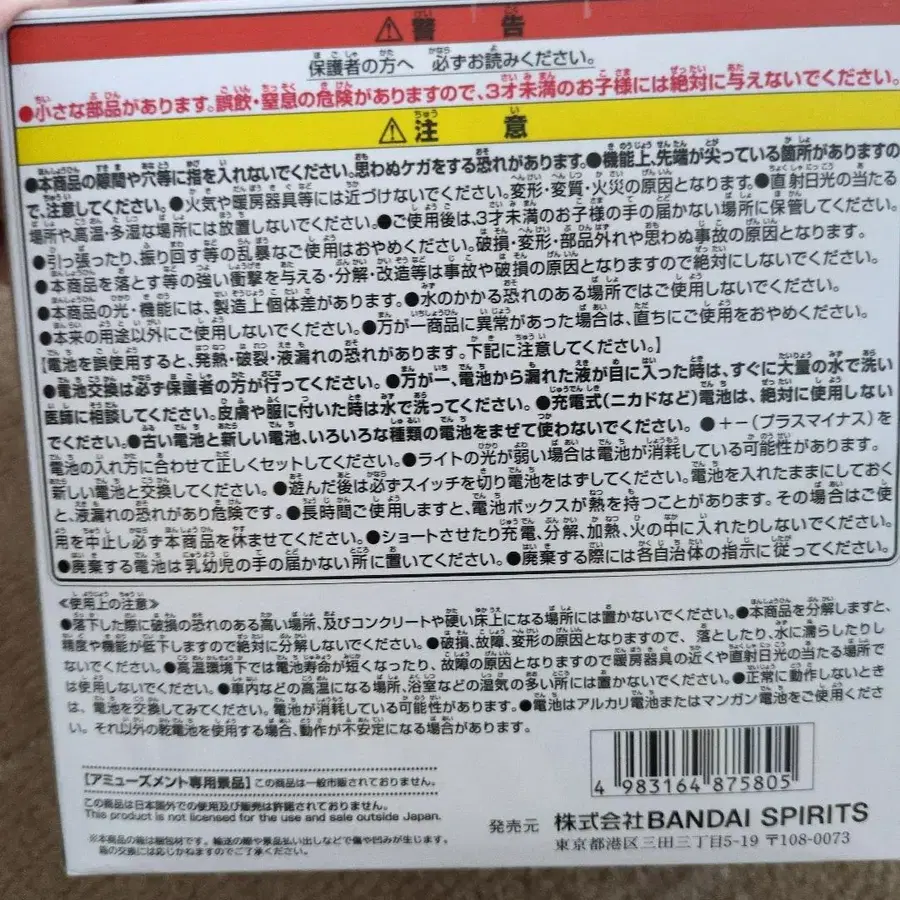 ⚠警 告
保護者の方へ 必ずお読みください。
●小さな部品があります。誤飲・窒息の危険がありますので、3才未満のお子様には絶対に与えないでください。
⚠注 意
●本商品の隙間や穴等に指を入れないでください。思わぬケガをする恐れがあります。●機能上、先端が尖っている箇所がありますの
で、注意してください。●火気や暖房器具等には近づけないでください。変形・変質・火災の原因となります。●直射日光の当たる
場所や高温・多湿な場所には放置しないでください。●ご使用後は、3才未満のお子様の手の届かない場所に保管してください。
●引っ張ったり、振り回す等の乱暴なご使用はおやめください。破損・変形・部品外れや思わぬ事故の原因となります。
●本商品を落とす等の強い衝撃を与える・分解・改造等は事故や破損の原因となりますので絶対にしないでください。
●本商品の光・機能には、製造上個体差があります。●水のかかる恐れのある場所ではご使用しないでください。
●本来の用途以外にご使用しないでください。●万が一商品に異常があった場合は、直ちにご使用をおやめください。
【電池を誤使用すると、発熱・破裂・液漏れの恐れがあります。下記に注意してください。】
●電池交換は必ず保護者の方が行ってください。●万が一、電池から漏れた液が目に入った時は、すぐに大量の水で洗い
医師に相談してください。皮膚や服に付いた時は水で洗ってください。●充電式(ニカドなど)電池は、絶対に使用しない
でください。●古い電池と新しい電池、いろいろな種類の電池をまぜて使わないでください。●+-(プラスマイナス)を
電池の入れ方に合わせて正しくセットしてください。●ライトの光が弱い場合は電池が消耗している可能性があります。
新しい電池と交換してください。●遊んだ後は必ずスイッチを切り電池をはずしてください。電池を入れたままにしておく
と、液漏れの恐れがあり危険です。●長時間ご使用しますと、電池ボックスが熱を持つことがあります。その場合はご使
用を中止し必ず本商品を休ませてください。●ショートさせたり充電、分解、加熱、火の中に入れたりしないでください。
●廃棄する電池は乳幼児の手の届かない所に置いてください。●廃棄する際には各自治体の指示に従ってください。
≪使用上の注意≫
●落下した際に破損の恐れのある高い場所、及びコンクリートや硬い床上になる場所には置かないでください。●本商品を分解しますと、
精度や機能が低下しますので絶対に分解しないでください。●破損、故障、変形の原因となりますので、落としたり、水に濡らしたりし
ないでください。●高温環境下では電池寿命が短くなったり、故障の原因となりますので暖房器具の近くや直射日光の当たる場所で
は使用しないでください。●車内などの高温になる場所、浴室などの湿気の多い所には置かないでください。●正常に動作しないとき
は、電池を交換してみてください。電池が消耗している可能性があります。●電池はアルカリ電池またはマンガン電池をご使用くださ
い。それ以外の乾電池を使用する場合、動作が不安定になる場合があります。
【アミューズメント専用景品】この商品は一般市販されておりません。
この商品は日本国外での使用及び販売は許諾されておりません。
This product is not licensed for the use and sale outside Japan.
※本商品の箱は梱包材です。輸送の際や景品払い出しなどで傷や凹みが生じます。
箱の交換には応じかねますのでご了承ください。
4 983164 875805
発売元 株式会社BANDAI SPIRITS
東京都港区三田三丁目5-19 〒108-0073